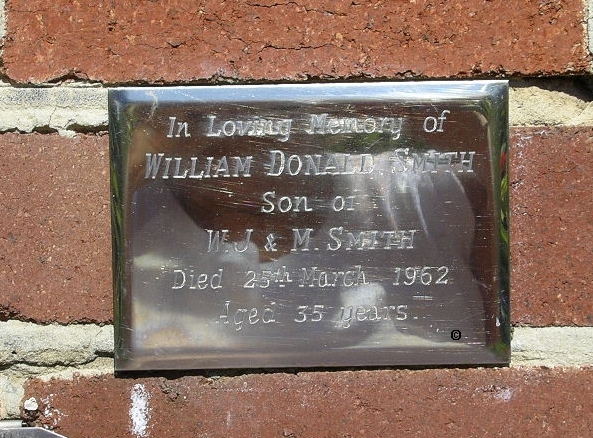 In Loving Memory of
WILLIAM DONALD SMITH
Son of
W.J & M. SMITH
Died 25th March 1962
Aged 35 years
©